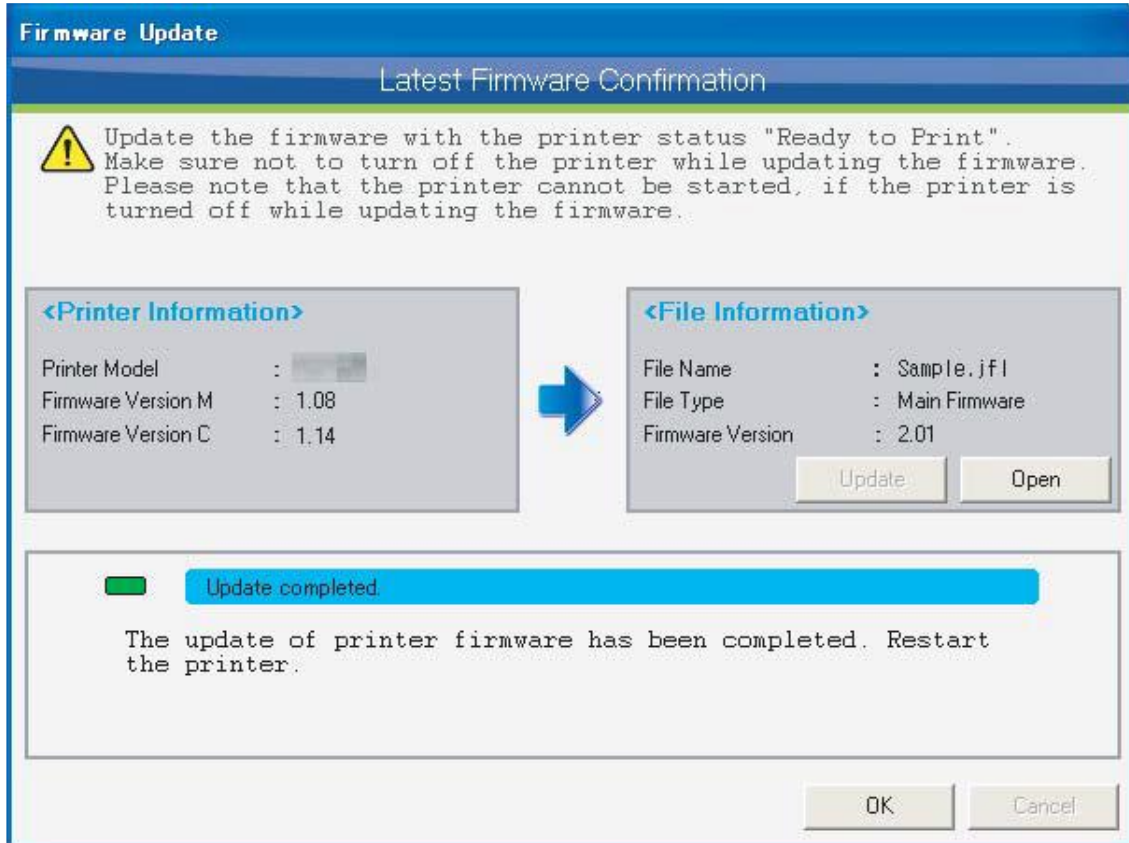 Firmware Update
Latest Firmware Confirmation
Update the firmware with the printer status "Ready to Print".
Make sure not to turn off the printer while updating the firmware.
Please note that the printer cannot be started, if the printer is
turned off while updating the firmware.
<Printer Information>
Printer Model :
Firmware Version M : 1.08
Firmware Version C : 1.14
<File Information>
File Name : Sample.jfl
File Type : Main Firmware
Firmware Version : 2.01
Update Open
Update completed.
The update of printer firmware has been completed. Restart
the printer.
OK Cancel